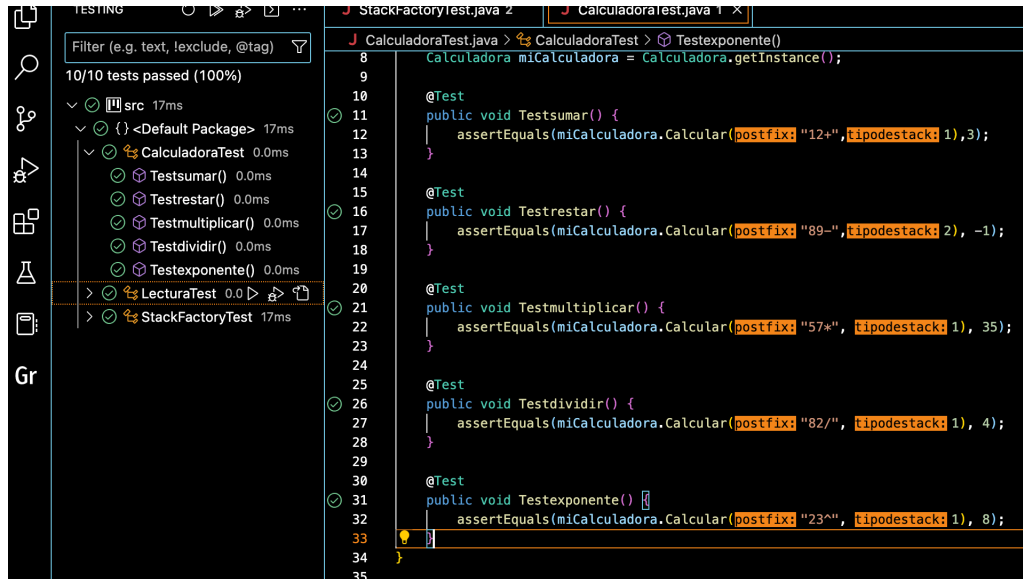 TESTING
Filter (e.g. text, !exclude, @tag)
10/10 tests passed (100%)
src 17ms
{} <Default Package> 17ms
CalculadoraTest 0.0ms
Testsumar() 0.0ms
Testrestar() 0.0ms
Testmultiplicar() 0.0ms
Testdividir() 0.0ms
Testexponente() 0.0ms
LecturaTest 0.0
StackFactoryTest 17ms
Gr
J StackFactoryTest.java 2
J CalculadoraTest.java 1 ×
J CalculadoraTest.java > CalculadoraTest > Testexponente()
8 Calculadora miCalculadora = Calculadora.getInstance();
9
10 @Test
11 public void Testsumar() {
12 assertEquals(miCalculadora.Calcular(postfix: "12+",tipodestack: 1),3);
13 }
14
15 @Test
16 public void Testrestar() {
17 assertEquals(miCalculadora.Calcular(postfix: "89-",tipodestack: 2), -1);
18 }
19
20 @Test
21 public void Testmultiplicar() {
22 assertEquals(miCalculadora.Calcular(postfix: "57*", tipodestack: 1), 35);
23 }
24
25 @Test
26 public void Testdividir() {
27 assertEquals(miCalculadora.Calcular(postfix: "82/", tipodestack: 1), 4);
28 }
29
30 @Test
31 public void Testexponente() {
32 assertEquals(miCalculadora.Calcular(postfix: "23^", tipodestack: 1), 8);
33 }
34 }
35